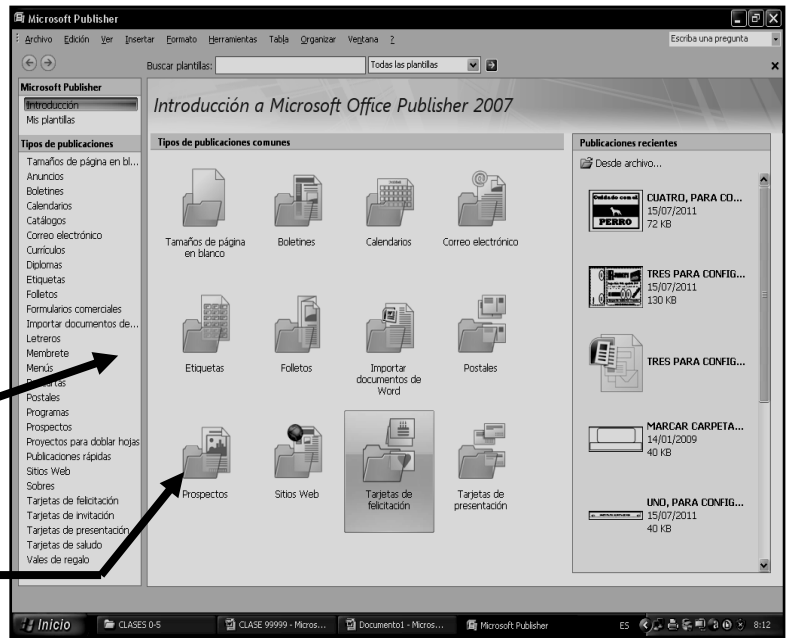 Microsoft Publisher
Archivo Edición Ver Insertar Formato Herramientas Tabla Organizar Ventana ?
Escriba una pregunta
Buscar plantillas:
Todas las plantillas
Microsoft Publisher
Introducción
Mis plantillas
Tipos de publicaciones
Tamaños de página en bl...
Anuncios
Boletines
Calendarios
Catálogos
Correo electrónico
Currículos
Diplomas
Etiquetas
Folletos
Formularios comerciales
Importar documentos de...
Letreros
Membrete
Menús
Postales
Programas
Prospectos
Proyectos para doblar hojas
Publicaciones rápidas
Sitios Web
Sobres
Tarjetas de felicitación
Tarjetas de invitación
Tarjetas de presentación
Tarjetas de saludo
Vales de regalo
Introducción a Microsoft Office Publisher 2007
Tipos de publicaciones comunes
Tamaños de página
en blanco
Boletines
Calendarios
Correo electrónico
Etiquetas
Folletos
Importar
documentos de
Word
Postales
Prospectos
Sitios Web
Tarjetas de
felicitación
Tarjetas de
presentación
Publicaciones recientes
Desde archivo...
Cuidado con el
PERRO
CUATRO, PARA CO...
15/07/2011
72 KB
TRES PARA CONFIG...
15/07/2011
130 KB
TRES PARA CONFIG...
MARCAR CARPETA...
14/01/2009
40 KB
UNO, PARA CONFIG...
15/07/2011
40 KB
Inicio
CLASES 0-5
CLASE 99999 - Micros...
Documento1 - Micros...
Microsoft Publisher
ES
8:12